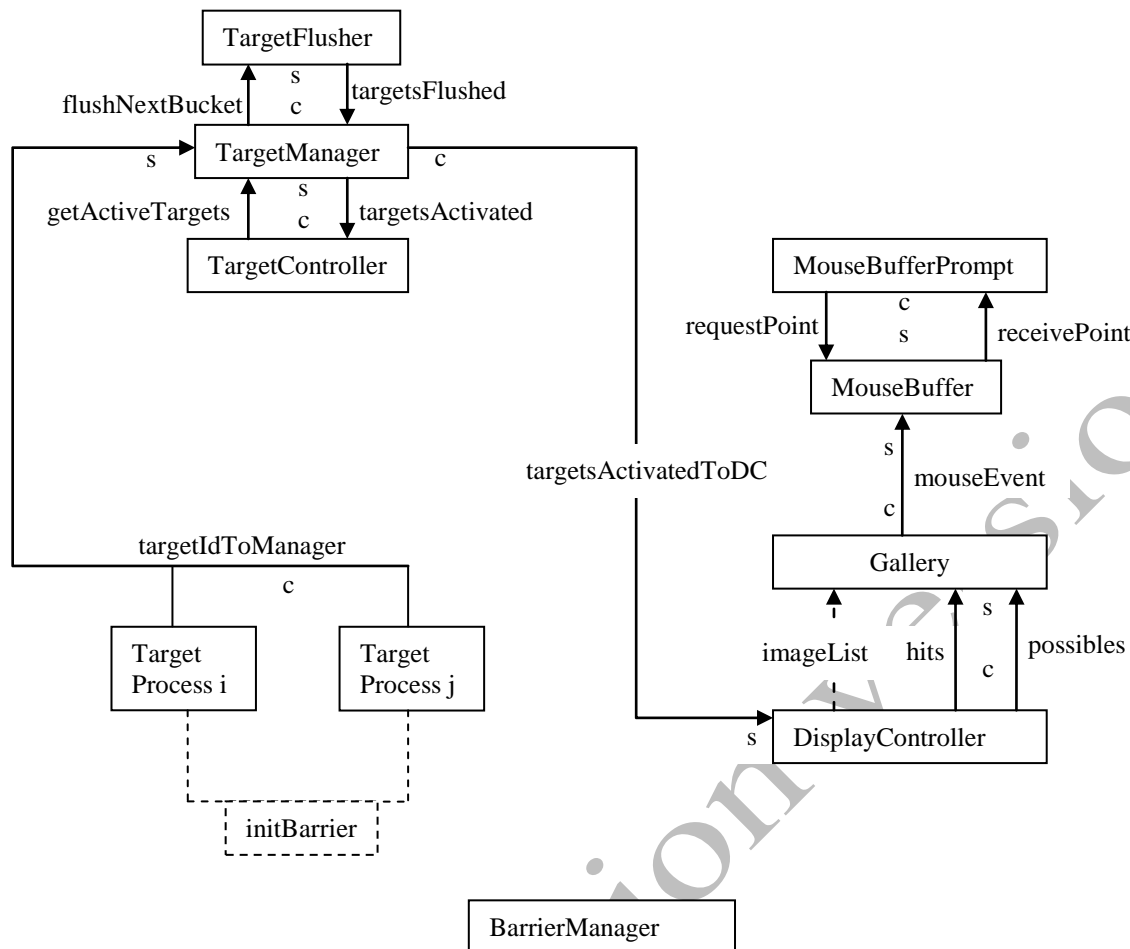 TargetFlusher
s
flushNextBucket
c
targetsFlushed
s
TargetManager
c
s
getActiveTargets
c
targetsActivated
TargetController
MouseBufferPrompt
c
requestPoint
s
receivePoint
MouseBuffer
s
targetsActivatedToDC
mouseEvent
c
targetIdToManager
c
Gallery
s
imageList
hits
c
possibles
Target
Process i
Target
Process j
s
DisplayController
initBarrier
BarrierManager